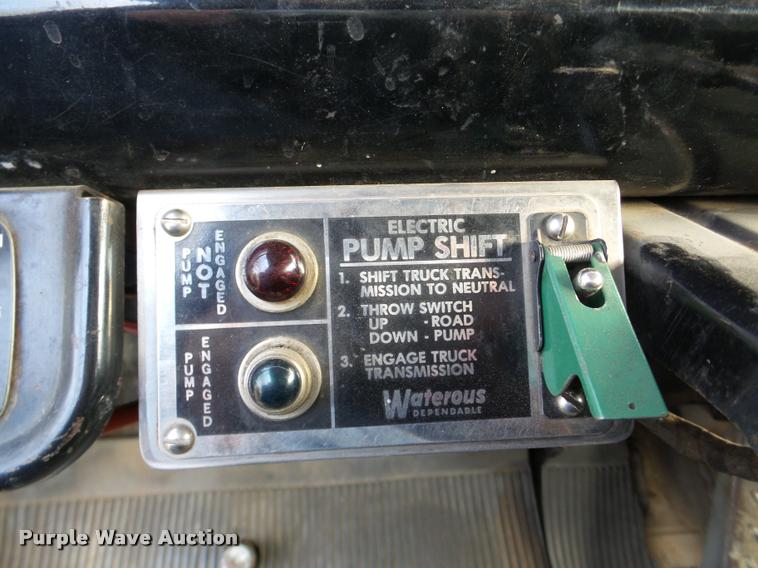 ELECTRIC
PUMP SHIFT
1. SHIFT TRUCK TRANS-
MISSION TO NEUTRAL
2. THROW SWITCH
UP - ROAD
DOWN - PUMP
3. ENGAGE TRUCK
TRANSMISSION
Waterous
DEPENDABLE
PUMP
NOT
ENGAGED
PUMP
ENGAGED
Purple Wave Auction